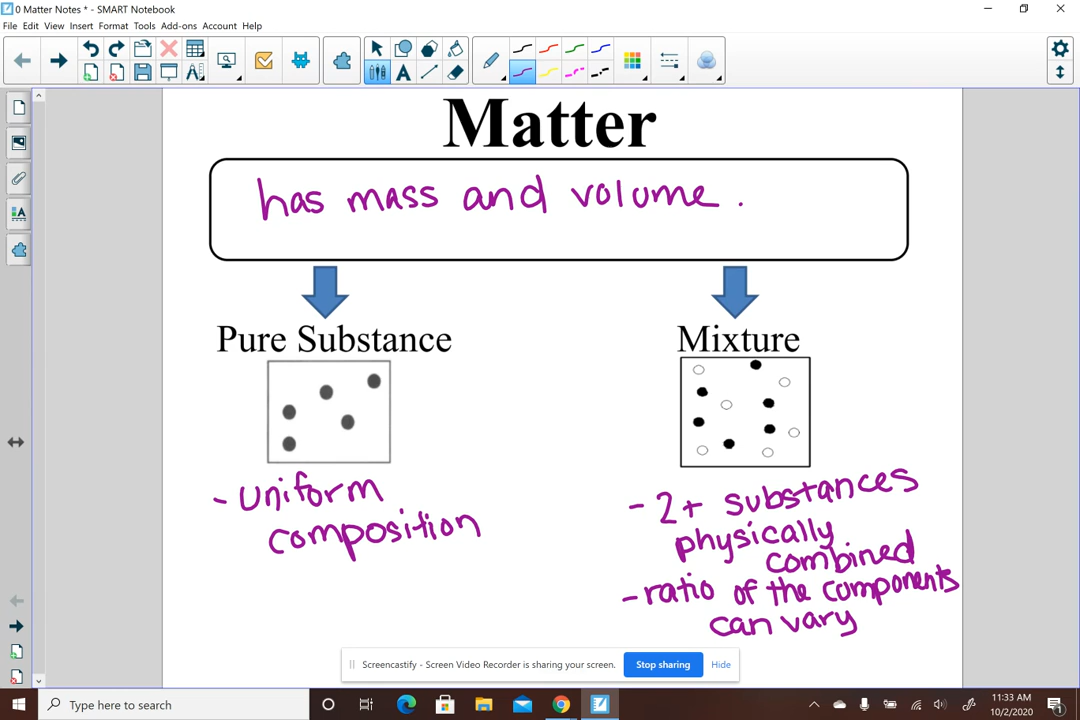 0 Matter Notes * - SMART Notebook
File Edit View Insert Format Tools Add-ons Account Help
Matter
has mass and volume.
Pure Substance
Mixture
- uniform
composition
- 2+ substances
physically
combined
- ratio of the components
can vary
Screencastify - Screen Video Recorder is sharing your screen.
Stop sharing
Hide
Type here to search
11:33 AM
10/2/2020
1